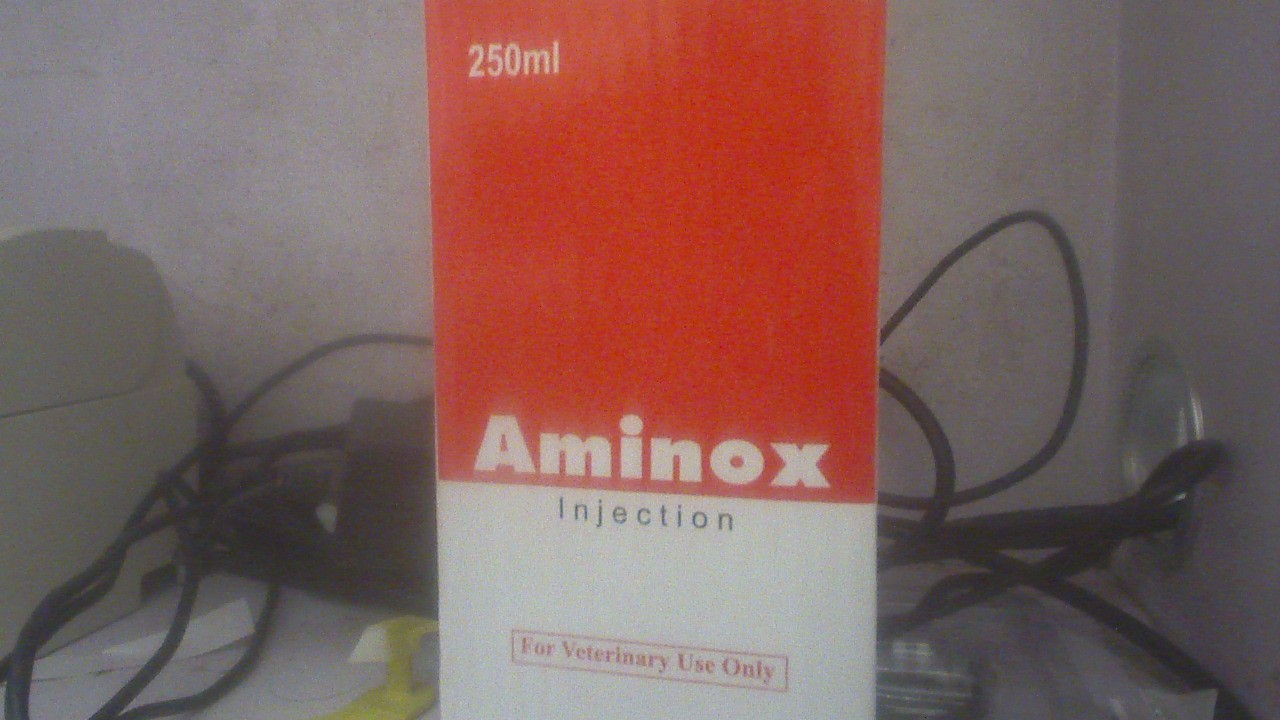 250ml
Aminox
Injection
For Veterinary Use Only